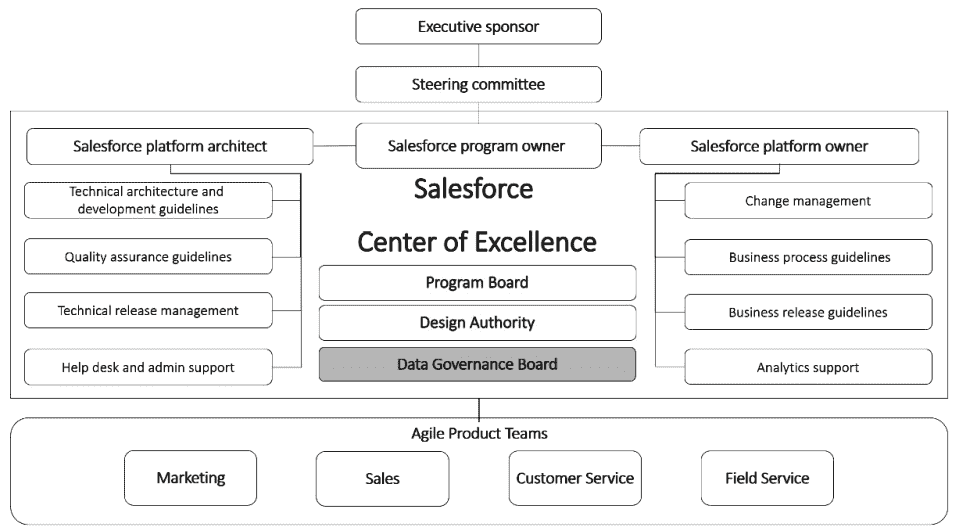 Executive sponsor
Steering committee
Salesforce platform architect
Salesforce program owner
Salesforce platform owner
Technical architecture and
development guidelines
Quality assurance guidelines
Technical release management
Help desk and admin support
Salesforce
Center of Excellence
Program Board
Design Authority
Data Governance Board
Change management
Business process guidelines
Business release guidelines
Analytics support
Agile Product Teams
Marketing
Sales
Customer Service
Field Service